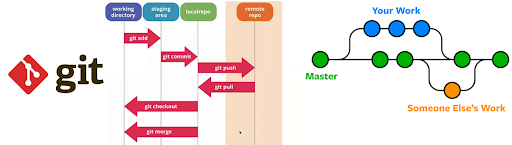 git
working
directory
staging
area
localrepo
remote
repo
git add
git commit
git push
git pull
git checkout
git merge
Your Work
Master
Someone Else's Work